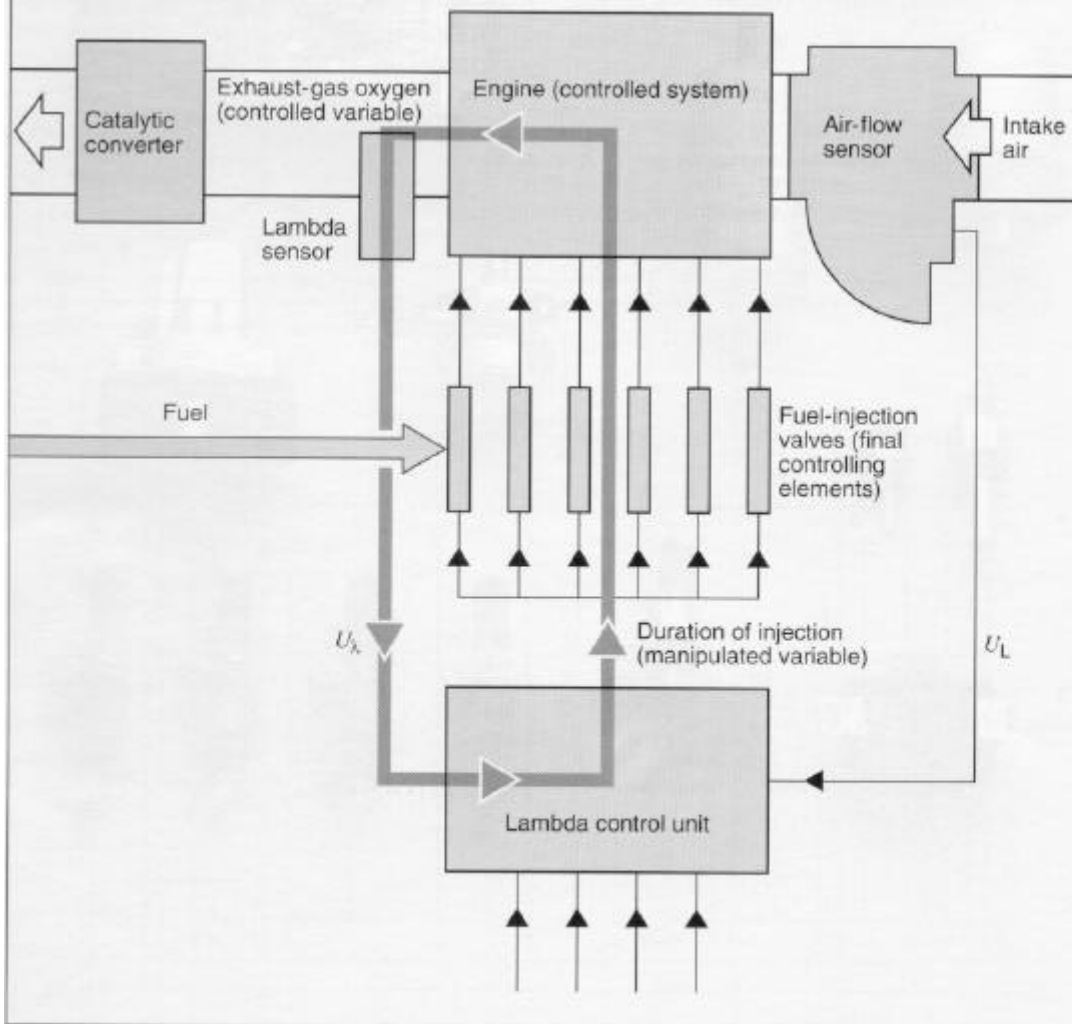 Exhaust-gas oxygen
(controlled variable)
Engine (controlled system)
Catalytic
converter
Air-flow
sensor
Intake
air
Lambda
sensor
Fuel
Fuel-injection
valves (final
controlling
elements)
Uλ
Duration of injection
(manipulated variable)
UL
Lambda control unit